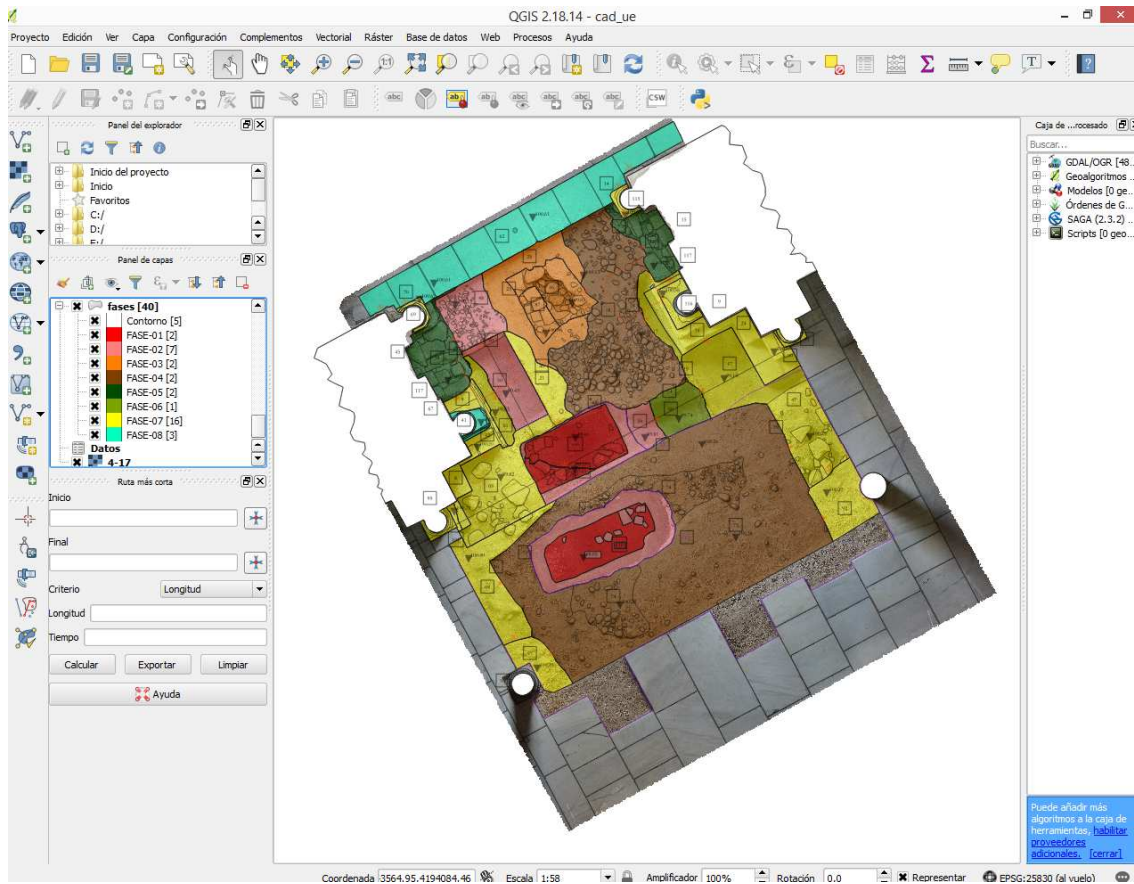 QGIS 2.18.14 - cad_ue
Proyecto Edición Ver Capa Configuración Complementos Vectorial Ráster Base de datos Web Procesos Ayuda
Panel del explorador
Inicio del proyecto
Inicio
Favoritos
C:/
D:/
Panel de capas
fases [40]
Contorno [5]
FASE-01 [2]
FASE-02 [7]
FASE-03 [2]
FASE-04 [2]
FASE-05 [2]
FASE-06 [1]
FASE-07 [16]
FASE-08 [3]
Datos
4-17
Ruta más corta
Inicio
Final
Criterio Longitud
Longitud
Tiempo
Calcular Exportar Limpiar
Ayuda
Caja de ...rocesado
Buscar...
GDAL/OGR [48...
Geoalgoritmos ...
Modelos [0 ge...
Órdenes de G...
SAGA (2.3.2) ...
Scripts [0 geo...
Puede añadir más
algoritmos a la caja de
herramientas, habilitar
proveedores
adicionales. [cerrar]
Coordenada 3564.95,4194084.46 Escala 1:58 Amplificador 100% Rotación 0.0 Representar EPSG:25830 (al vuelo)